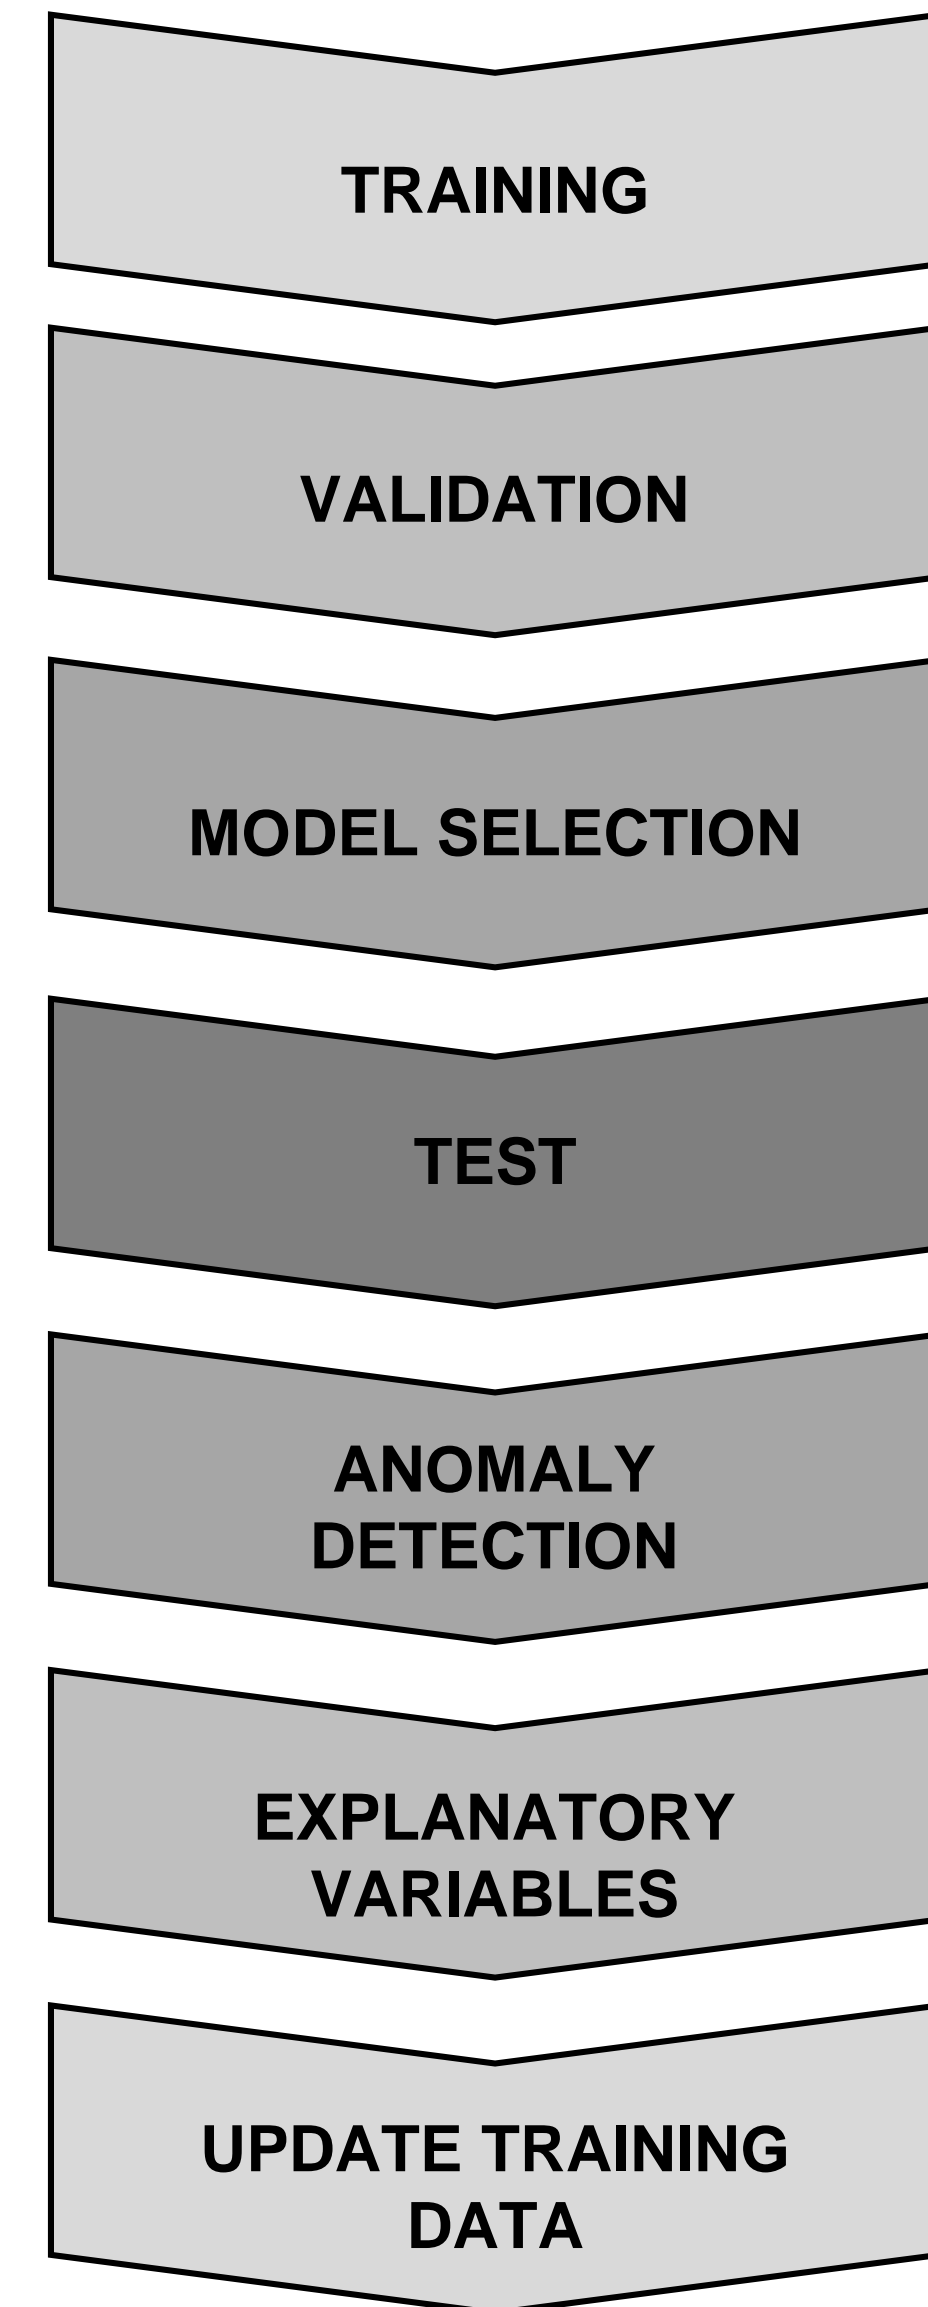 TRAINING
VALIDATION
MODEL SELECTION
TEST
ANOMALY
DETECTION
EXPLANATORY
VARIABLES
UPDATE TRAINING
DATA